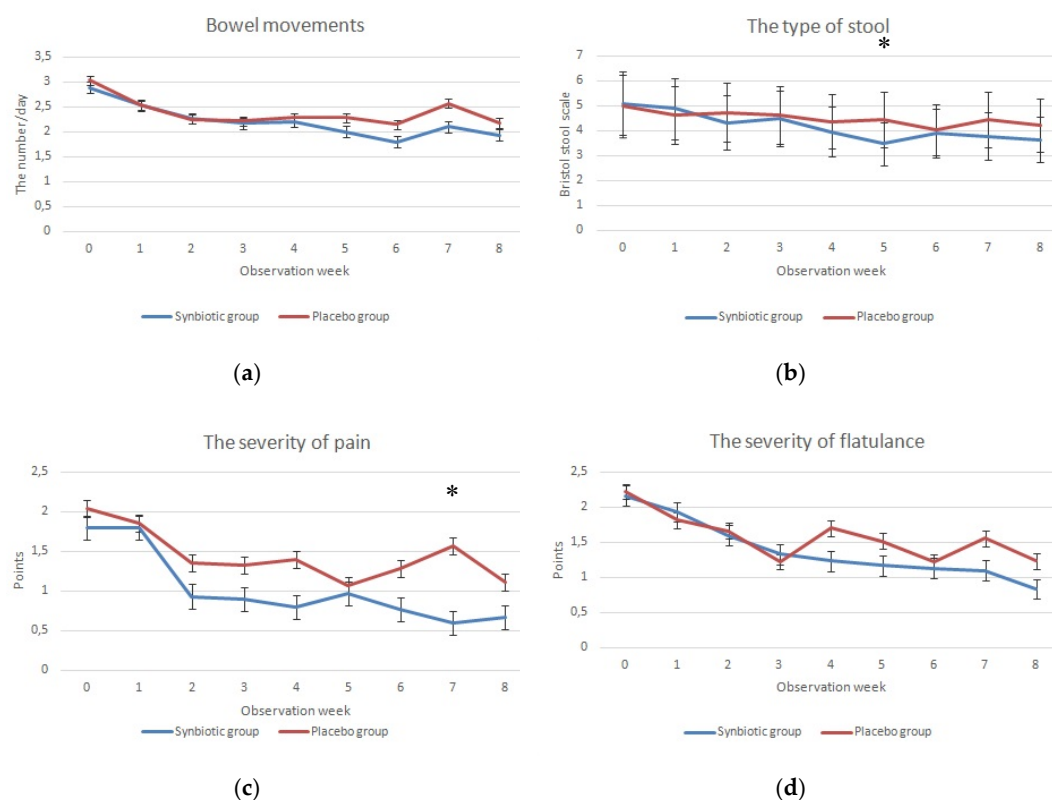 Bowel movements
3,5
3
2,5
2
1,5
1
0,5
0
The number/day
0 1 2 3 4 5 6 7 8
Observation week
Synbiotic group Placebo group
(a)
The type of stool
*
7
6
5
4
3
2
1
0
Bristol stool scale
0 1 2 3 4 5 6 7 8
Observation week
Synbiotic group Placebo group
(b)
The severity of pain
2,5
*
2
1,5
1
0,5
0
Points
0 1 2 3 4 5 6 7 8
Observation week
Synbiotic group Placebo group
(c)
The severity of flatulance
2,5
2
1,5
1
0,5
0
Points
0 1 2 3 4 5 6 7 8
Observation week
Synbiotic group Placebo group
(d)